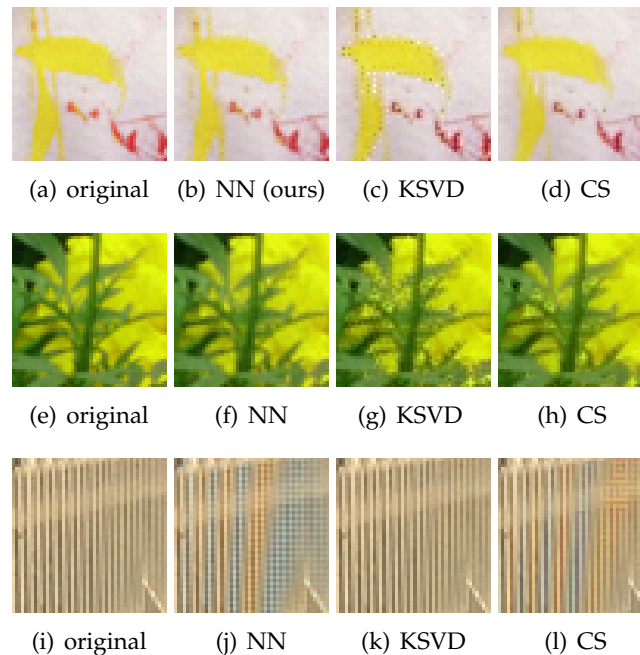 (a) original (b) NN (ours) (c) KSVD (d) CS
(e) original (f) NN (g) KSVD (h) CS
(i) original (j) NN (k) KSVD (l) CS